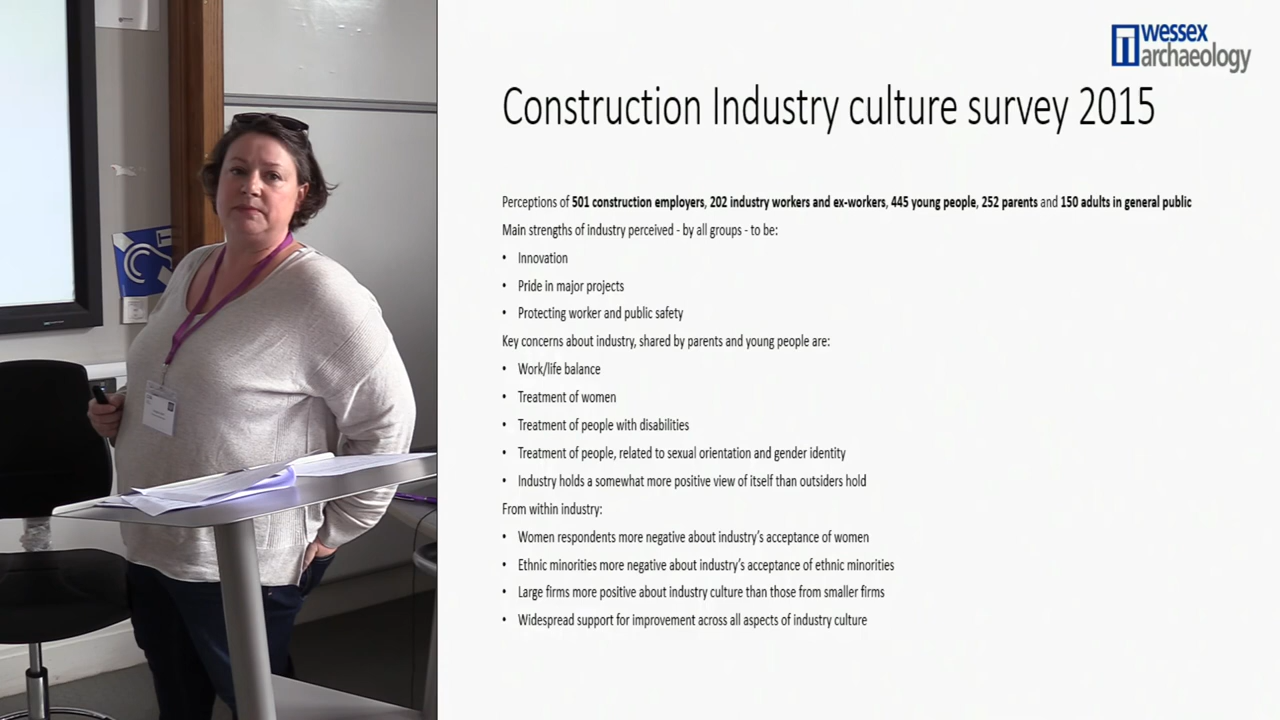 wessex
archaeology
Construction Industry culture survey 2015
Perceptions of 501 construction employers, 202 industry workers and ex-workers, 445 young people, 252 parents and 150 adults in general public
Main strengths of industry perceived - by all groups - to be:
• Innovation
• Pride in major projects
• Protecting worker and public safety
Key concerns about industry, shared by parents and young people are:
• Work/life balance
• Treatment of women
• Treatment of people with disabilities
• Treatment of people, related to sexual orientation and gender identity
• Industry holds a somewhat more positive view of itself than outsiders hold
From within industry:
• Women respondents more negative about industry's acceptance of women
• Ethnic minorities more negative about industry's acceptance of ethnic minorities
• Large firms more positive about industry culture than those from smaller firms
• Widespread support for improvement across all aspects of industry culture